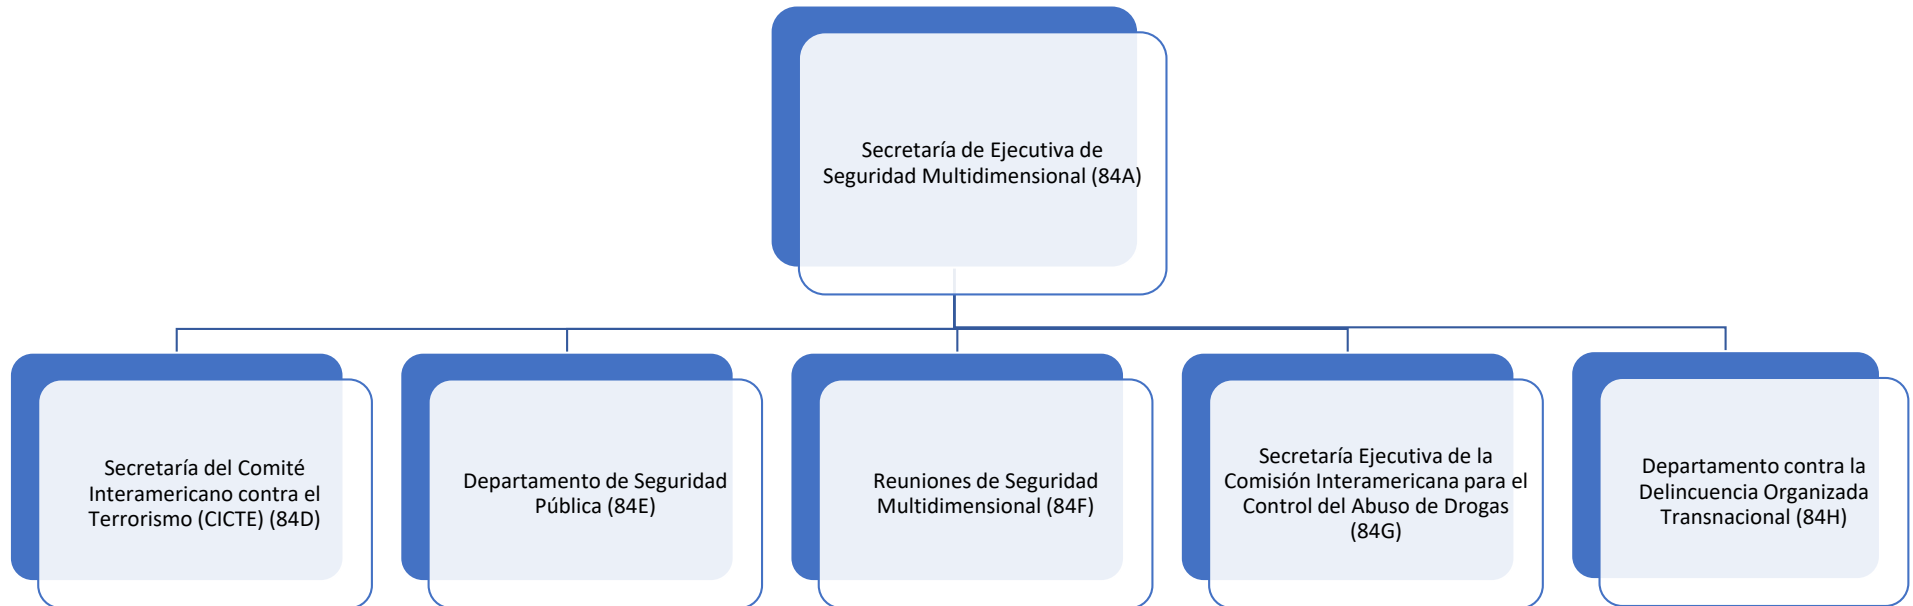 Secretaría de Ejecutiva de
Seguridad Multidimensional (84A)
Secretaría del Comité
Interamericano contra el
Terrorismo (CICTE) (84D)
Departamento de Seguridad
Pública (84E)
Reuniones de Seguridad
Multidimensional (84F)
Secretaría Ejecutiva de la
Comisión Interamericana para el
Control del Abuso de Drogas
(84G)
Departamento contra la
Delincuencia Organizada
Transnacional (84H)